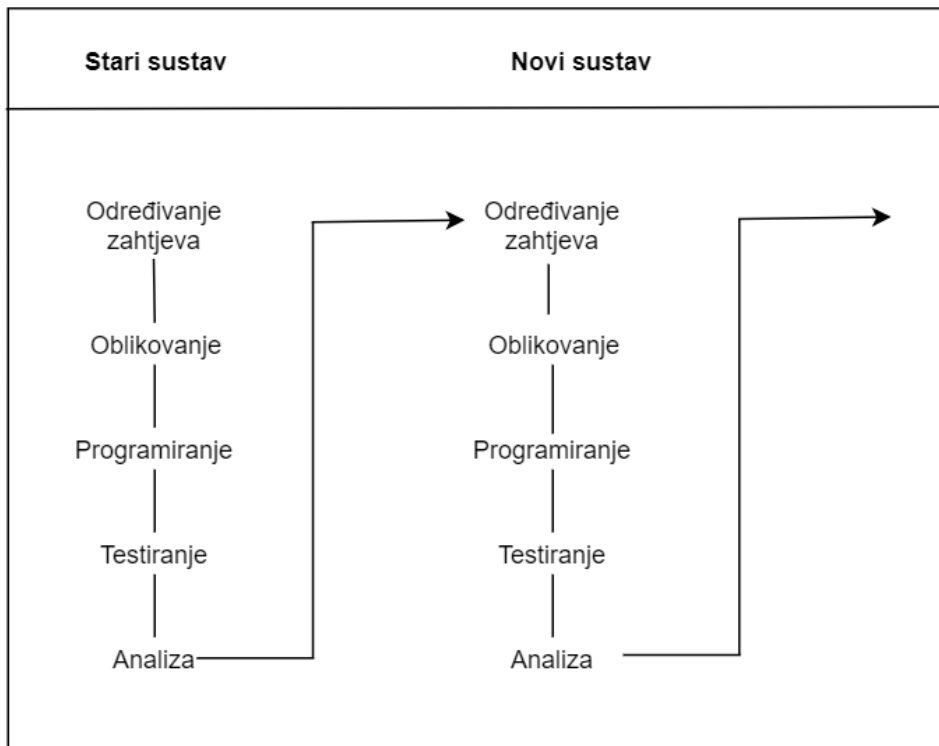 Stari sustav
Novi sustav
Određivanje
zahtjeva
Oblikovanje
Programiranje
Testiranje
Analiza
Određivanje
zahtjeva
Oblikovanje
Programiranje
Testiranje
Analiza